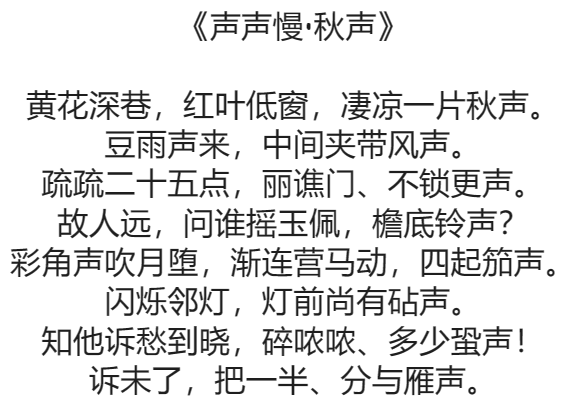 《声声慢·秋声》
黄花深巷，红叶低窗，凄凉一片秋声。
豆雨声来，中间夹带风声。
疏疏二十五点，丽谯门、不锁更声。
故人远，问谁摇玉佩，檐底铃声？
彩角声吹月堕，渐连营马动，四起笳声。
闪烁邻灯，灯前尚有砧声。
知他诉愁到晓，碎哝哝、多少蛩声！
诉未了，把一半、分与雁声。